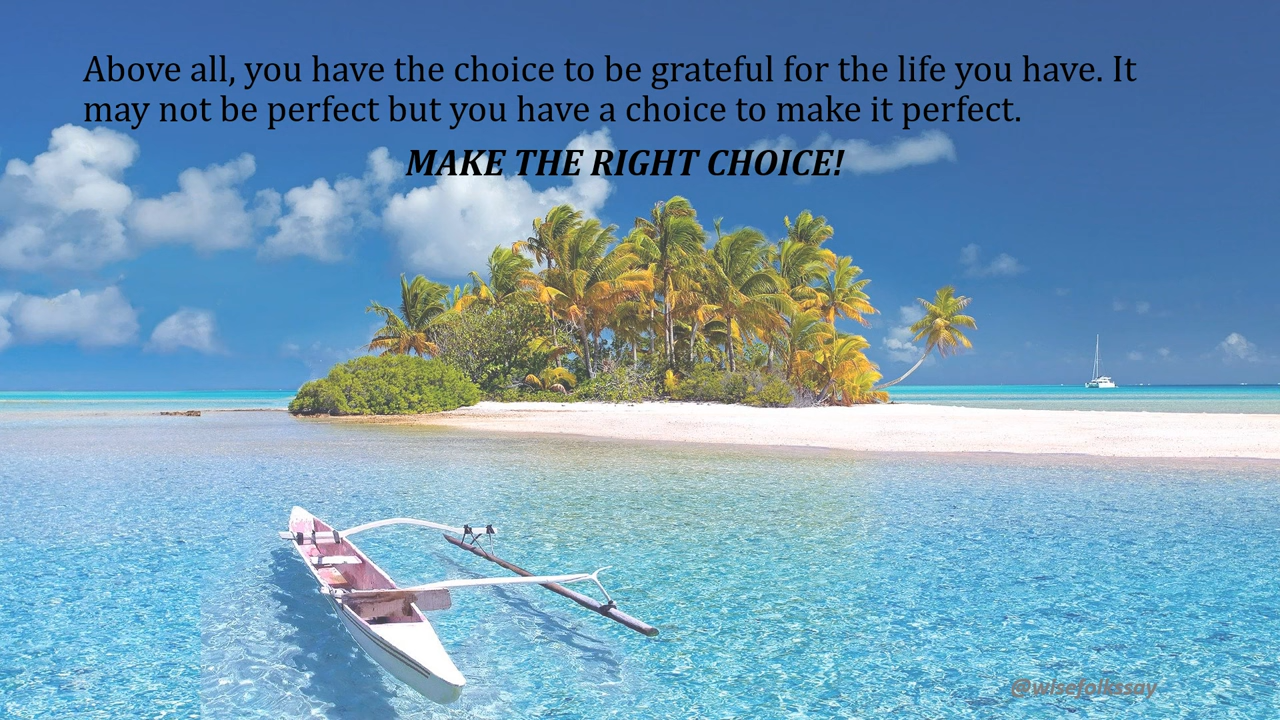 Above all, you have the choice to be grateful for the life you have. It
may not be perfect but you have a choice to make it perfect.
MAKE THE RIGHT CHOICE!
@wisefolkssay